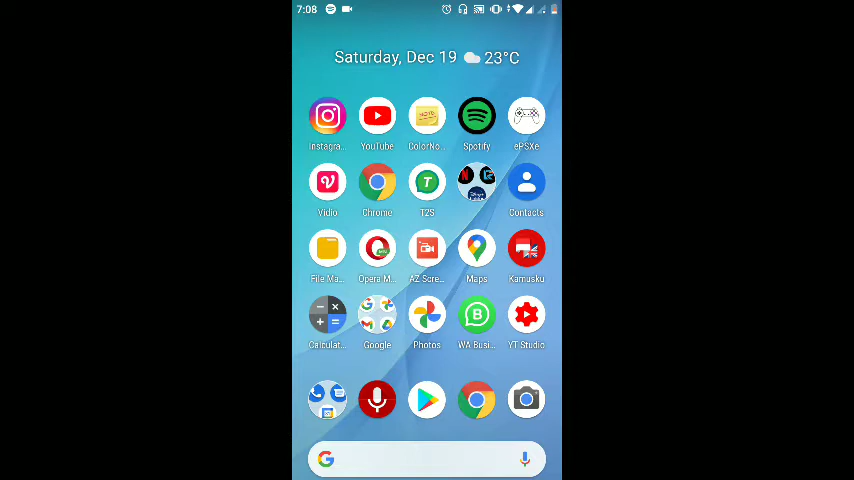 7:08
Saturday, Dec 19 23°C
Instagra.. YouTube ColorNo.. Spotify ePSXe
Vidio Chrome T2S Contacts
File Ma.. Opera M.. AZ Scre.. Maps Kamusku
Calculat.. Google Photos WA Busi.. YT Studio